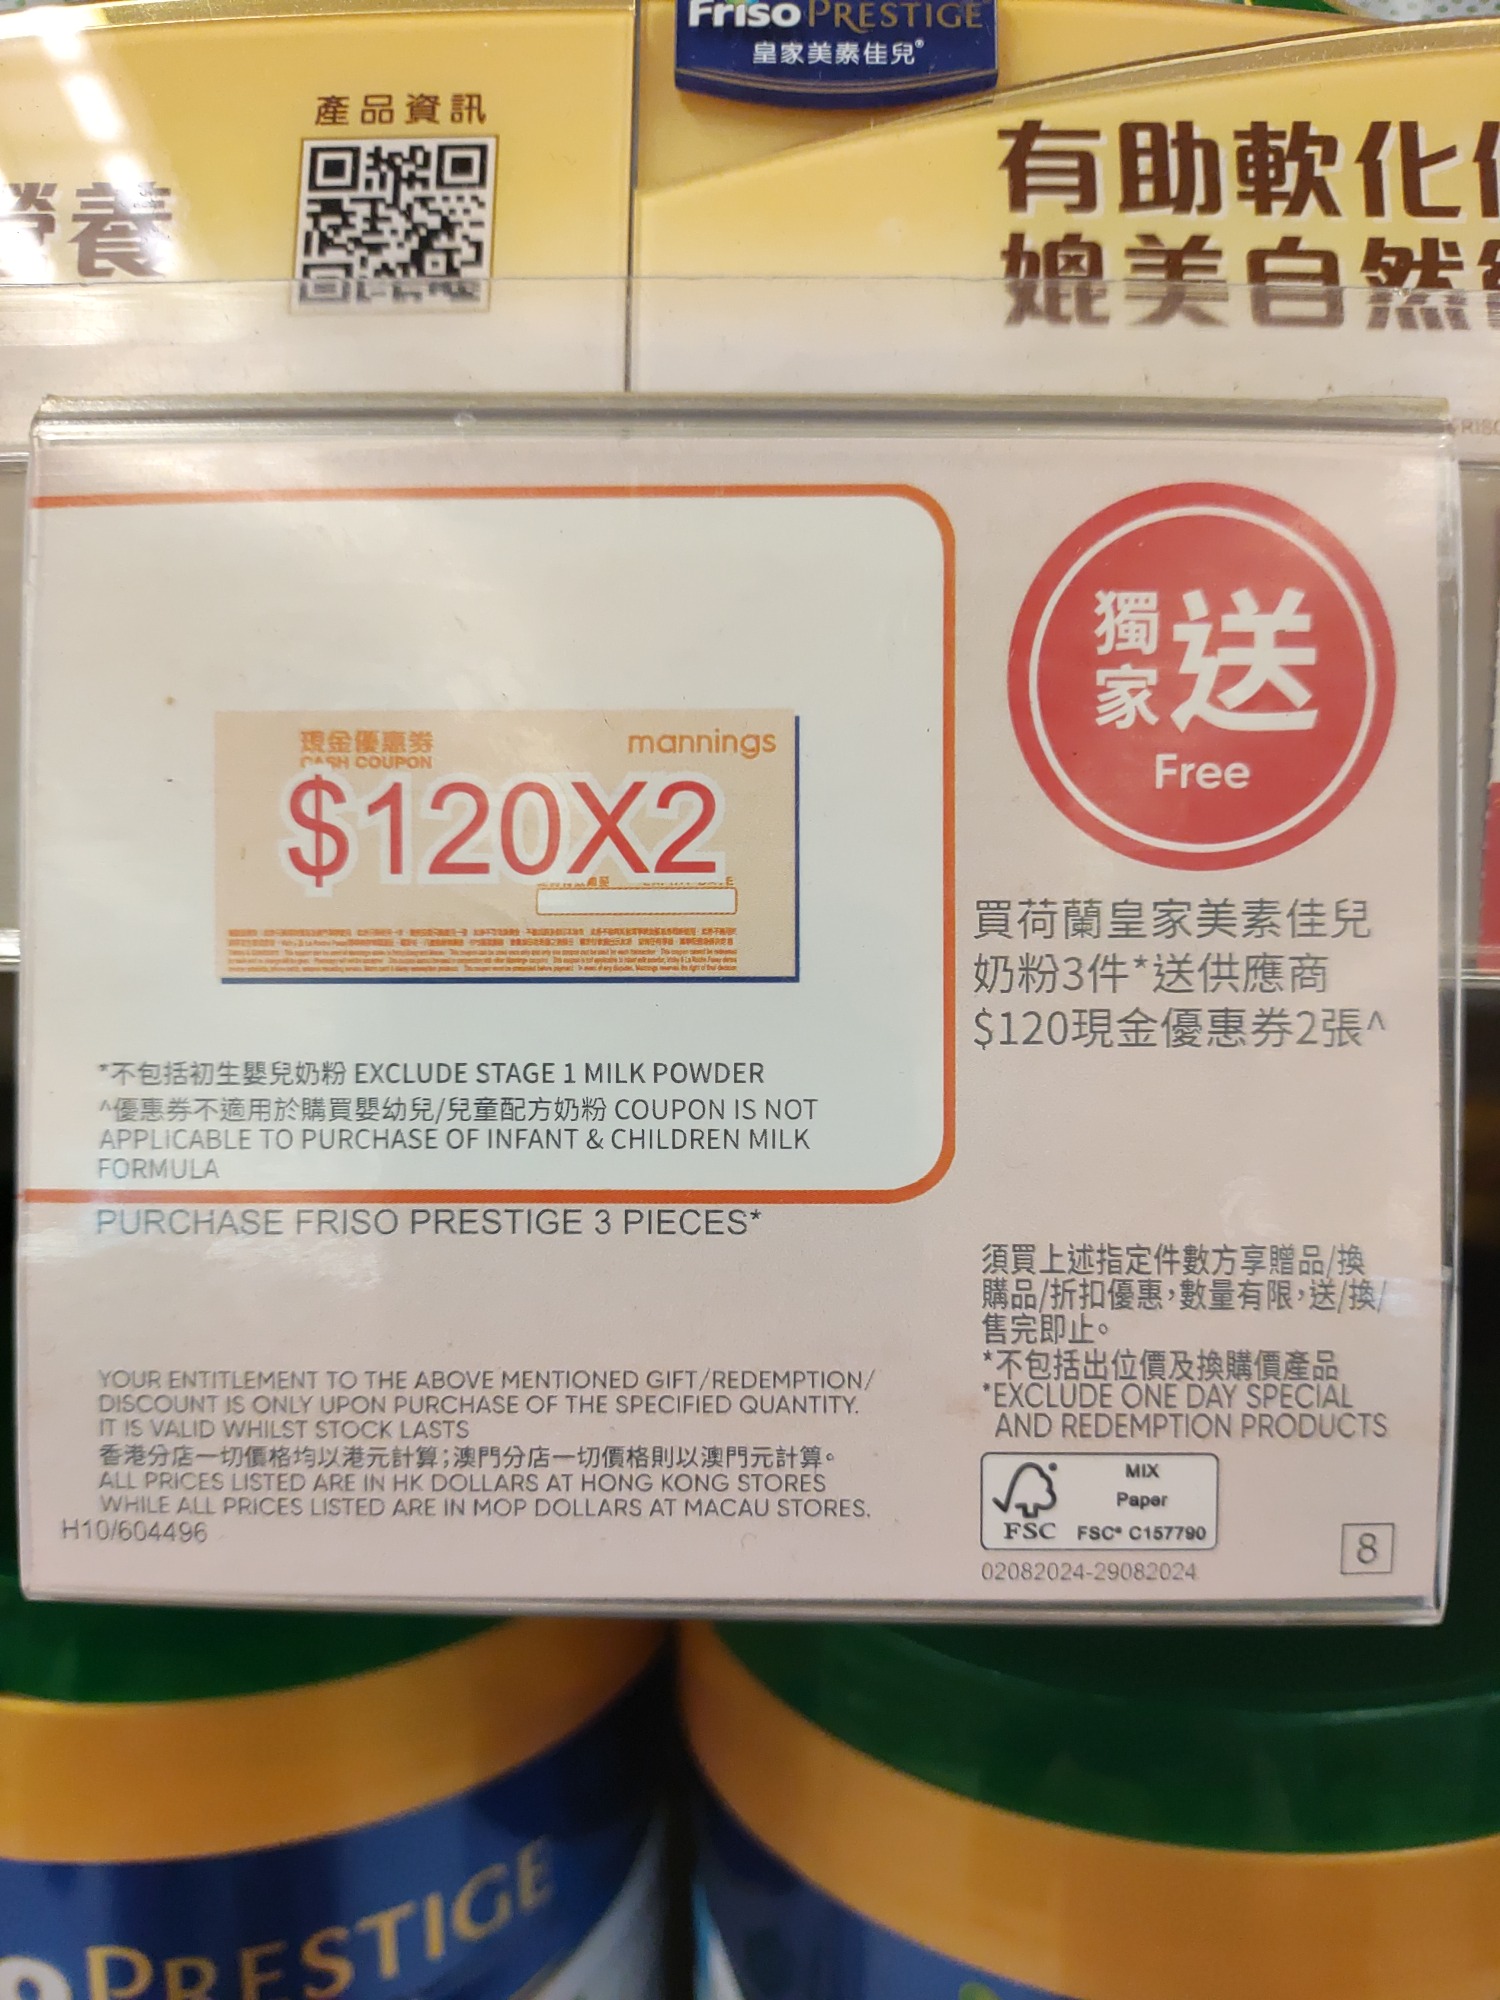 Friso PRESTIGE
皇家美素佳兒®
產品資訊
營養
有助軟化
媲美自然
獨家送
Free
現金優惠券
CASH COUPON
mannings
$120X2
買荷蘭皇家美素佳兒
奶粉3件*送供應商
$120現金優惠券2張^
*不包括初生嬰兒奶粉 EXCLUDE STAGE 1 MILK POWDER
^優惠券不適用於購買嬰幼兒/兒童配方奶粉 COUPON IS NOT
APPLICABLE TO PURCHASE OF INFANT & CHILDREN MILK
FORMULA
PURCHASE FRISO PRESTIGE 3 PIECES*
須買上述指定件數方享贈品/換
購品/折扣優惠,數量有限,送/換/
售完即止。
*不包括出位價及換購價產品
*EXCLUDE ONE DAY SPECIAL
AND REDEMPTION PRODUCTS
YOUR ENTITLEMENT TO THE ABOVE MENTIONED GIFT/REDEMPTION/
DISCOUNT IS ONLY UPON PURCHASE OF THE SPECIFIED QUANTITY.
IT IS VALID WHILST STOCK LASTS
香港分店一切價格均以港元計算;澳門分店一切價格則以澳門元計算。
ALL PRICES LISTED ARE IN HK DOLLARS AT HONG KONG STORES
WHILE ALL PRICES LISTED ARE IN MOP DOLLARS AT MACAU STORES.
H10/604496
MIX
Paper
FSC FSC® C157790
02082024-29082024
8
PRESTIGE